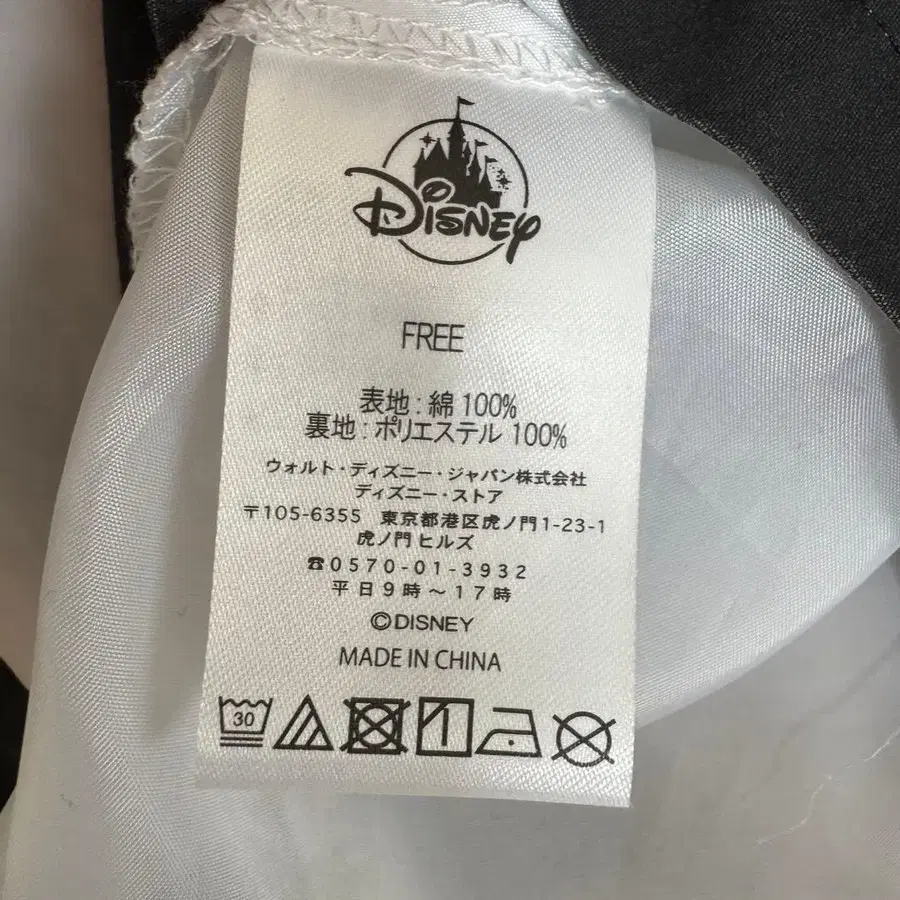 Disney
FREE
表地：綿 100%
裏地：ポリエステル 100%
ウォルト・ディズニー・ジャパン株式会社
ディズニー・ストア
〒105-6355 東京都港区虎ノ門1-23-1
虎ノ門 ヒルズ
☎0570-01-3932
平日9時～17時
©DISNEY
MADE IN CHINA
30